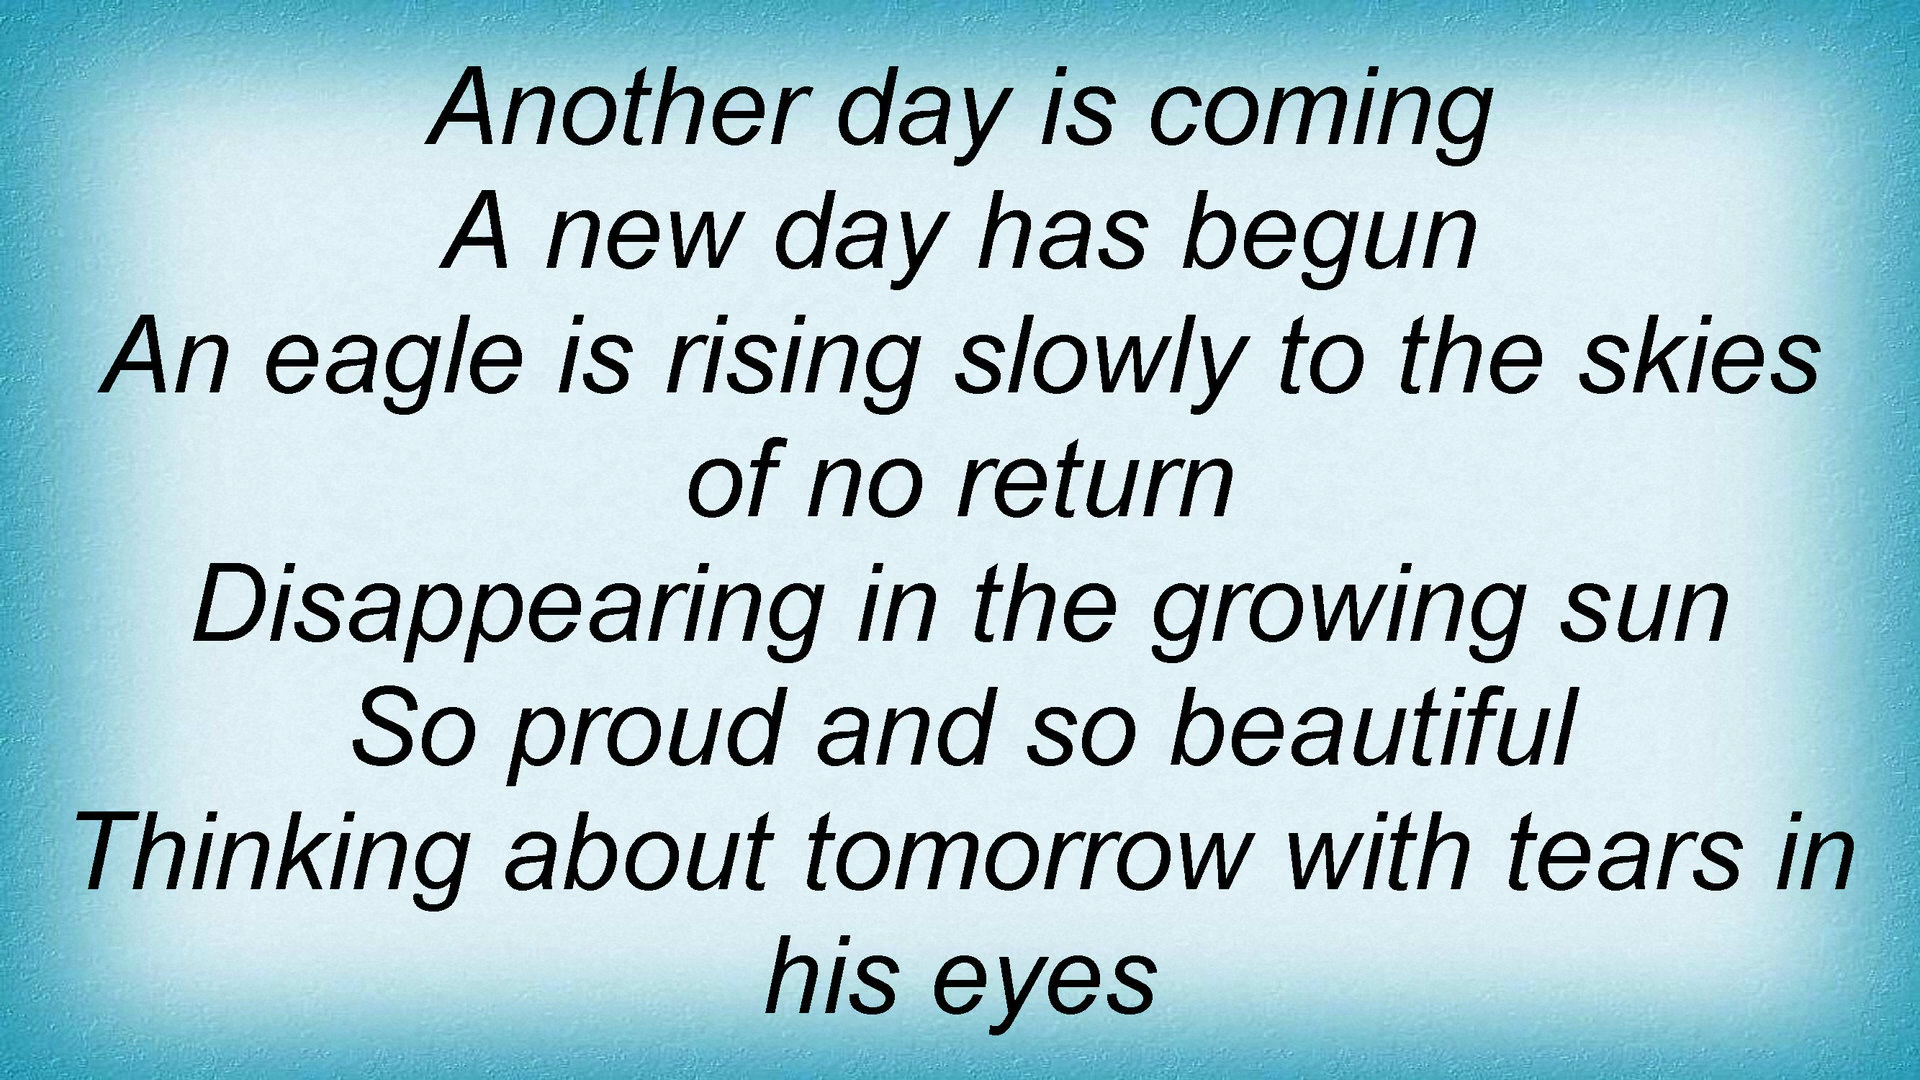 Another day is coming
A new day has begun
An eagle is rising slowly to the skies
of no return
Disappearing in the growing sun
So proud and so beautiful
Thinking about tomorrow with tears in
his eyes